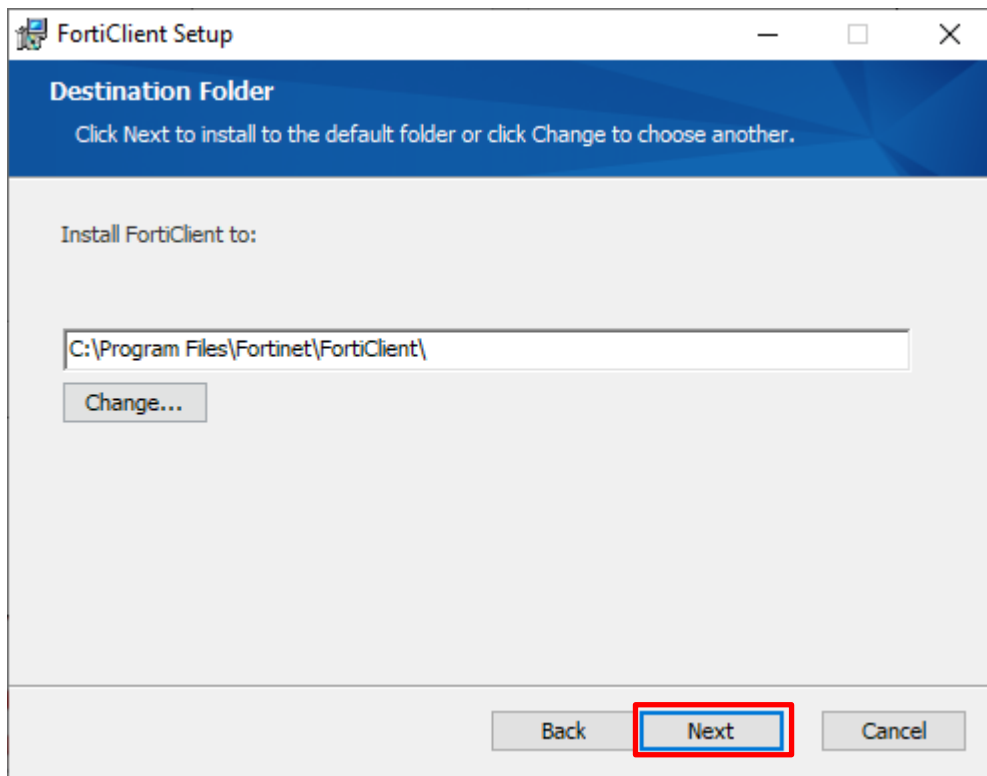 FortiClient Setup
Destination Folder
Click Next to install to the default folder or click Change to choose another.
Install FortiClient to:
C:\Program Files\Fortinet\FortiClient\
Change...
Back Next Cancel